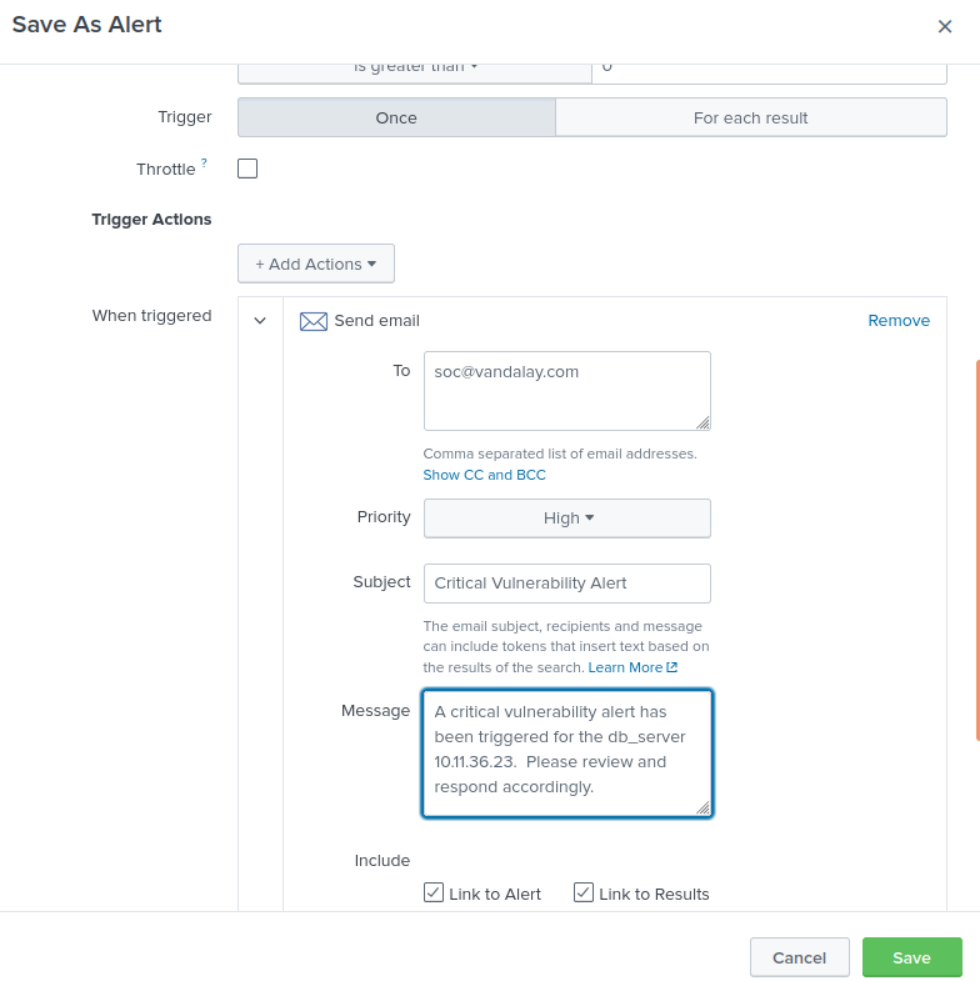 Save As Alert
is greater than
0
Trigger
Once
For each result
Throttle ?
Trigger Actions
+ Add Actions
When triggered
Send email
Remove
To
soc@vandalay.com
Comma separated list of email addresses.
Show CC and BCC
Priority
High
Subject
Critical Vulnerability Alert
The email subject, recipients and message
can include tokens that insert text based on
the results of the search. Learn More
Message
A critical vulnerability alert has
been triggered for the db_server
10.11.36.23.  Please review and
respond accordingly.
Include
Link to Alert
Link to Results
Cancel
Save